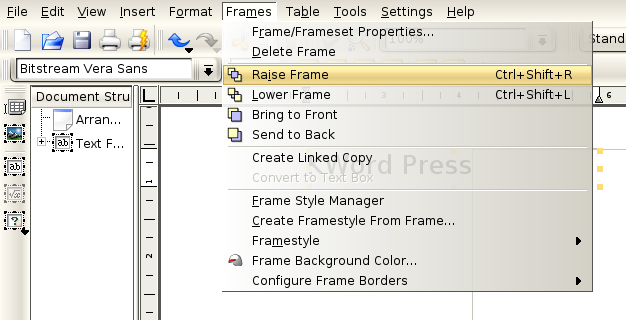 File Edit View Insert Format Frames Table Tools Settings Help
Frame/Frameset Properties...
Delete Frame
100%
Stand
Bitstream Vera Sans
Raise Frame Ctrl+Shift+R
Lower Frame Ctrl+Shift+L
6
Bring to Front
Send to Back
Document Stru
Arran...
Text F...
Create Linked Copy
KWord Press
Convert to Text Box
Frame Style Manager
Create Framestyle From Frame...
Framestyle
Frame Background Color...
Configure Frame Borders
1
2